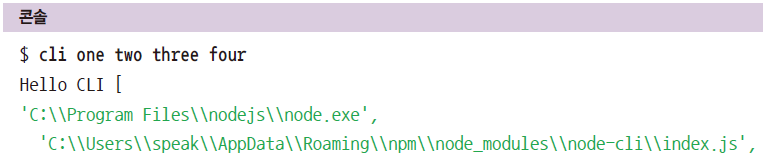 콘솔
$ cli one two three four
Hello CLI [
'C:\\Program Files\\nodejs\\node.exe',
'C:\\Users\\speak\\AppData\\Roaming\\npm\\node_modules\\node-cli\\index.js',